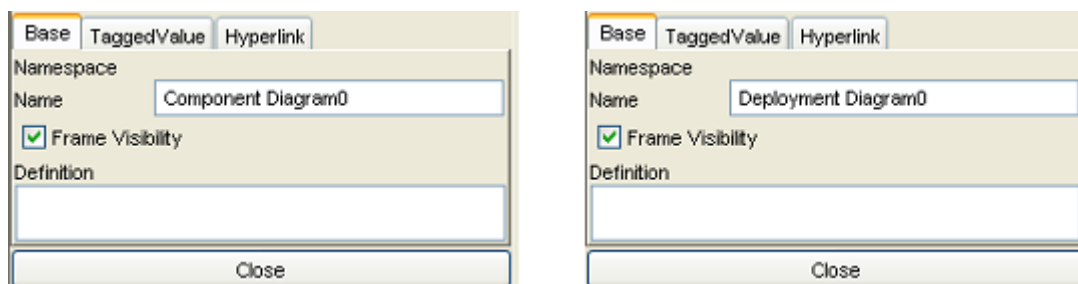 Base TaggedValue Hyperlink
Namespace
Name Component Diagram0
Frame Visibility
Definition
Close
Base TaggedValue Hyperlink
Namespace
Name Deployment Diagram0
Frame Visibility
Definition
Close